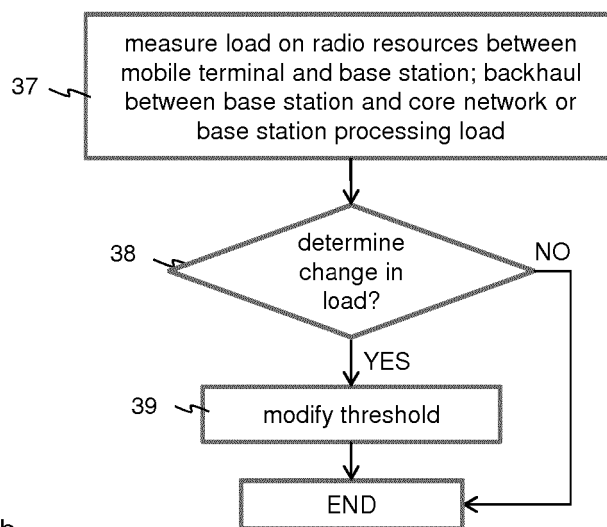 measure load on radio resources between
mobile terminal and base station; backhaul
between base station and core network or
base station processing load
37
determine
change in
load?
38
NO
YES
modify threshold
39
END